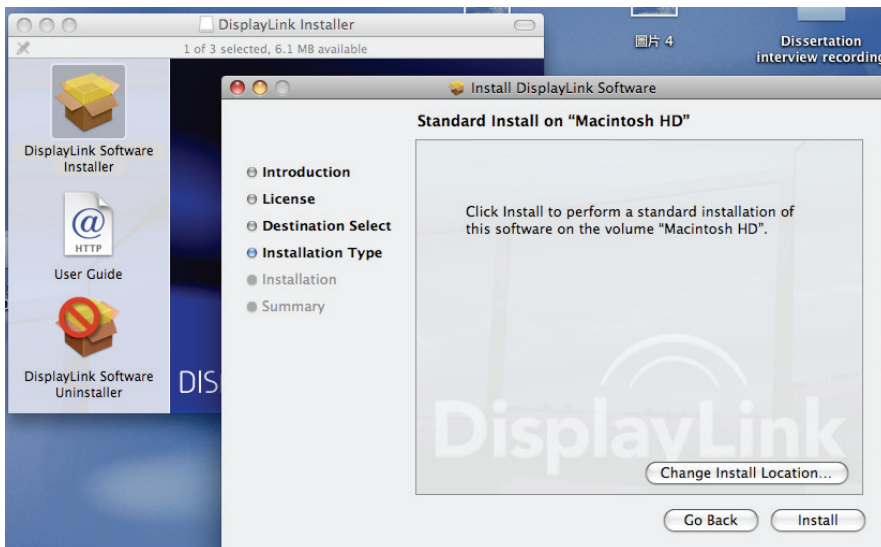 DisplayLink Installer
1 of 3 selected, 6.1 MB available
圖片 4
Dissertation
interview recording
DisplayLink Software
Installer
HTTP
User Guide
DisplayLink Software
Uninstaller
DIS
Install DisplayLink Software
Standard Install on “Macintosh HD”
Introduction
License
Destination Select
Installation Type
Installation
Summary
Click Install to perform a standard installation of
this software on the volume “Macintosh HD”.
DisplayLink
Change Install Location...
Go Back
Install